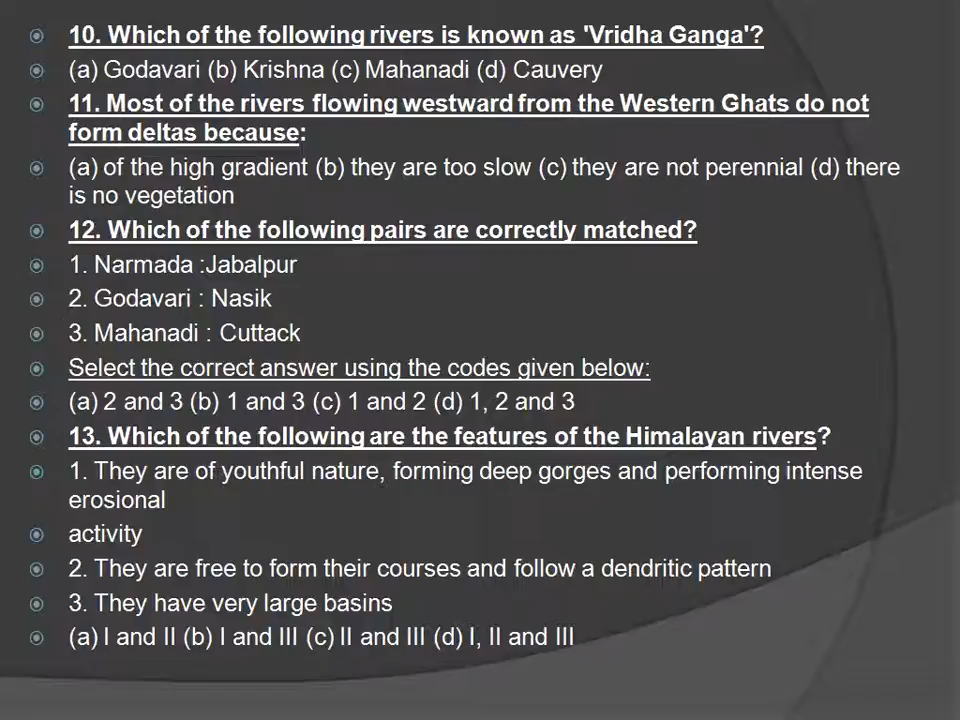 10. Which of the following rivers is known as 'Vridha Ganga'?
(a) Godavari (b) Krishna (c) Mahanadi (d) Cauvery
11. Most of the rivers flowing westward from the Western Ghats do not
form deltas because:
(a) of the high gradient (b) they are too slow (c) they are not perennial (d) there
is no vegetation
12. Which of the following pairs are correctly matched?
1. Narmada :Jabalpur
2. Godavari : Nasik
3. Mahanadi : Cuttack
Select the correct answer using the codes given below:
(a) 2 and 3 (b) 1 and 3 (c) 1 and 2 (d) 1, 2 and 3
13. Which of the following are the features of the Himalayan rivers?
1. They are of youthful nature, forming deep gorges and performing intense
erosional
activity
2. They are free to form their courses and follow a dendritic pattern
3. They have very large basins
(a) I and II (b) I and III (c) II and III (d) I, II and III